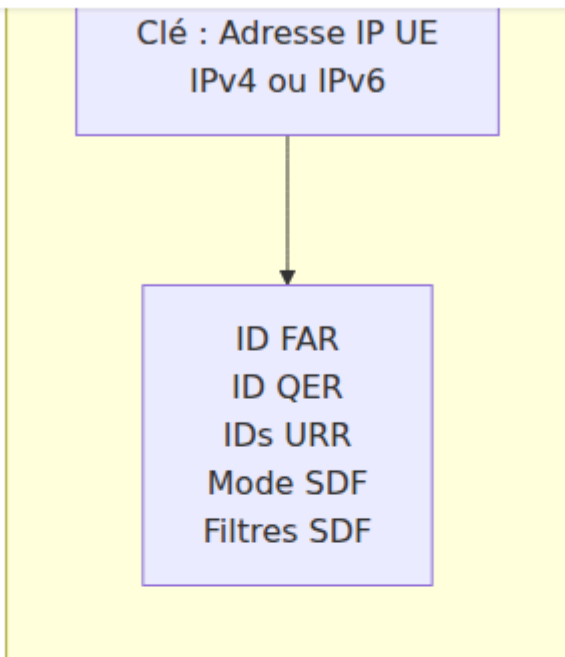 Clé : Adresse IP UE
IPv4 ou IPv6
ID FAR
ID QER
IDs URR
Mode SDF
Filtres SDF